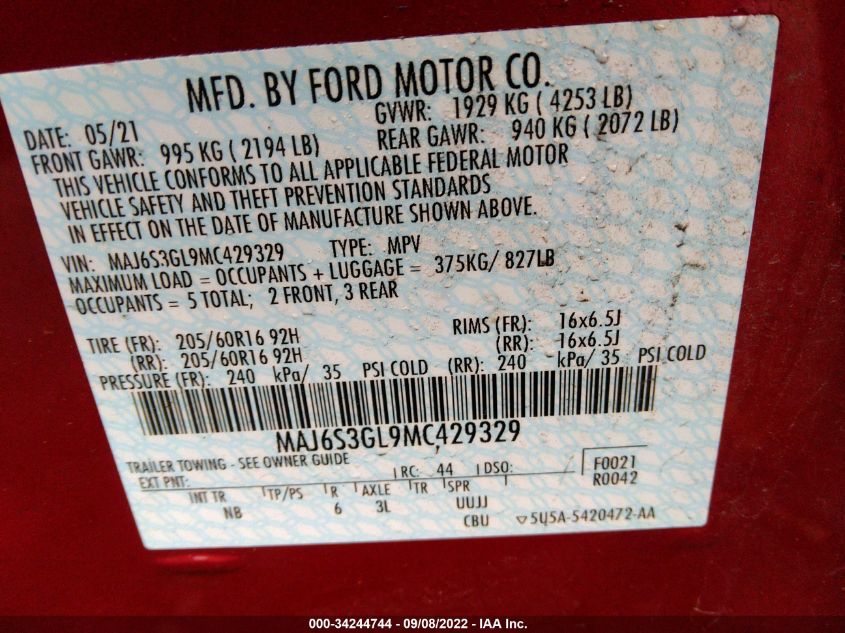 MFD. BY FORD MOTOR CO.
DATE: 05/21 GVWR: 1929 KG ( 4253 LB)
FRONT GAWR: 995 KG ( 2194 LB) REAR GAWR: 940 KG ( 2072 LB)
THIS VEHICLE CONFORMS TO ALL APPLICABLE FEDERAL MOTOR
VEHICLE SAFETY AND THEFT PREVENTION STANDARDS
IN EFFECT ON THE DATE OF MANUFACTURE SHOWN ABOVE.
VIN: MAJ6S3GL9MC429329 TYPE: MPV
MAXIMUM LOAD = OCCUPANTS + LUGGAGE = 375KG/ 827LB
OCCUPANTS = 5 TOTAL; 2 FRONT, 3 REAR
TIRE (FR): 205/60R16 92H RIMS (FR): 16x6.5J
(RR): 205/60R16 92H (RR): 16x6.5J
PRESSURE (FR): 240 kPa/ 35 PSI COLD (RR): 240 kPa/ 35 PSI COLD
MAJ6S3GL9MC429329
TRAILER TOWING - SEE OWNER GUIDE
EXT PNT: RC: 44 DSO: F0021
R0042
INT TR TP/PS R AXLE TR SPR
NB 6 3L UUJJ
CBU ▽5U5A-5420472-AA
000-34244744 - 09/08/2022 - IAA Inc.